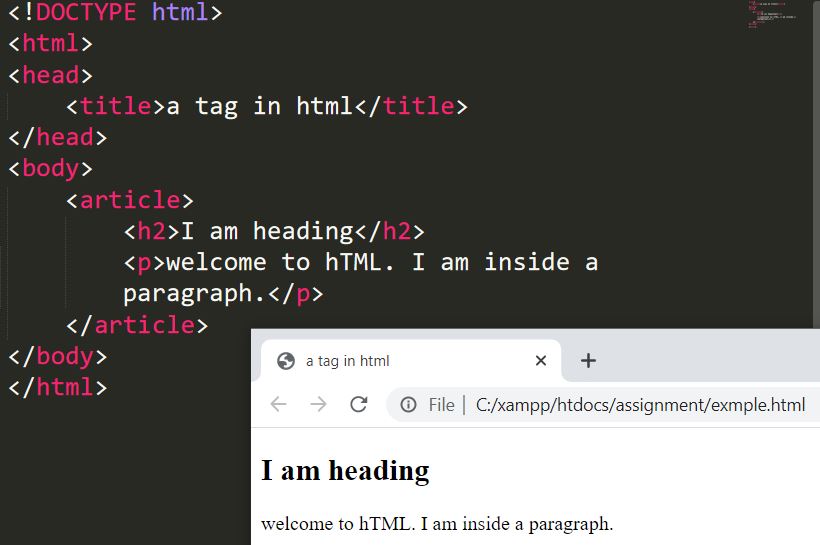 <!DOCTYPE html>
<html>
<head>
<title>a tag in html</title>
</head>
<body>
<article>
<h2>I am heading</h2>
<p>welcome to hTML. I am inside a
paragraph.</p>
</article>
</body>
</html>
a tag in html
File | C:/xampp/htdocs/assignment/exmple.html
I am heading
welcome to hTML. I am inside a paragraph.